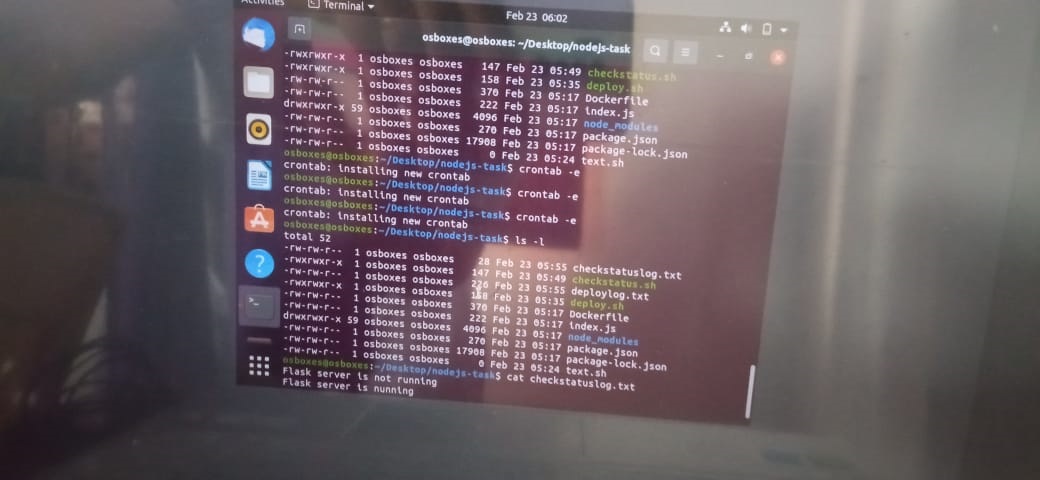 Activities
Terminal
Feb 23 06:02
osboxes@osboxes: ~/Desktop/nodejs-task
-rwxrwxr-x 1 osboxes osboxes 147 Feb 23 05:49 checkstatus.sh
-rwxrwxr-x 1 osboxes osboxes 158 Feb 23 05:35 deploy.sh
-rw-rw-r-- 1 osboxes osboxes 370 Feb 23 05:17 Dockerfile
-rw-rw-r-- 1 osboxes osboxes 222 Feb 23 05:17 index.js
drwxrwxr-x 59 osboxes osboxes 4096 Feb 23 05:17 node_modules
-rw-rw-r-- 1 osboxes osboxes 270 Feb 23 05:17 package.json
-rw-rw-r-- 1 osboxes osboxes 17908 Feb 23 05:17 package-lock.json
-rw-rw-r-- 1 osboxes osboxes 0 Feb 23 05:24 text.sh
osboxes@osboxes:~/Desktop/nodejs-task$ crontab -e
crontab: installing new crontab
osboxes@osboxes:~/Desktop/nodejs-task$ crontab -e
crontab: installing new crontab
osboxes@osboxes:~/Desktop/nodejs-task$ crontab -e
crontab: installing new crontab
osboxes@osboxes:~/Desktop/nodejs-task$ ls -l
total 52
-rw-rw-r-- 1 osboxes osboxes 28 Feb 23 05:55 checkstatuslog.txt
-rwxrwxr-x 1 osboxes osboxes 147 Feb 23 05:49 checkstatus.sh
-rw-rw-r-- 1 osboxes osboxes 226 Feb 23 05:55 deploylog.txt
-rwxrwxr-x 1 osboxes osboxes 158 Feb 23 05:35 deploy.sh
-rw-rw-r-- 1 osboxes osboxes 370 Feb 23 05:17 Dockerfile
-rw-rw-r-- 1 osboxes osboxes 222 Feb 23 05:17 index.js
drwxrwxr-x 59 osboxes osboxes 4096 Feb 23 05:17 node_modules
-rw-rw-r-- 1 osboxes osboxes 270 Feb 23 05:17 package.json
-rw-rw-r-- 1 osboxes osboxes 17908 Feb 23 05:17 package-lock.json
-rw-rw-r-- 1 osboxes osboxes 0 Feb 23 05:24 text.sh
osboxes@osboxes:~/Desktop/nodejs-task$ cat checkstatuslog.txt
Flask server is not running
Flask server is nunning